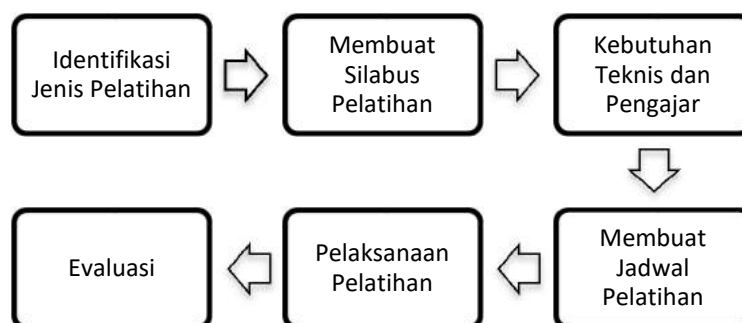 Identifikasi
Jenis Pelatihan
Membuat
Silabus
Pelatihan
Kebutuhan
Teknis dan
Pengajar
Membuat
Jadwal
Pelatihan
Pelaksanaan
Pelatihan
Evaluasi